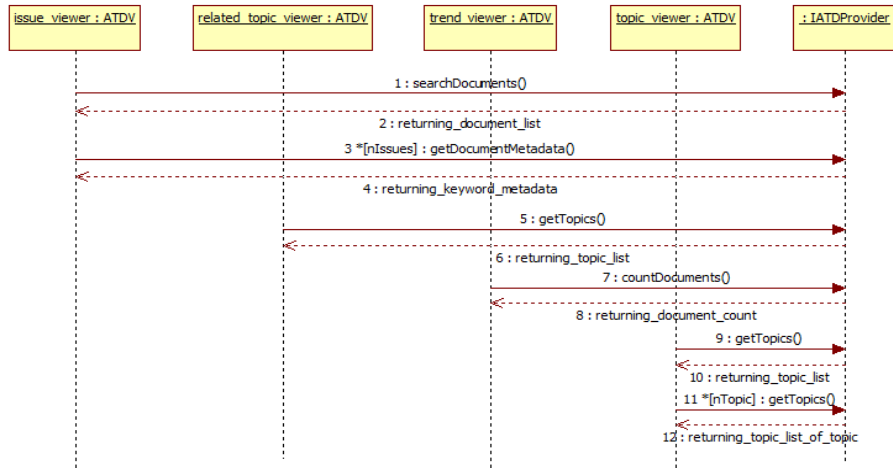 issue_viewer : ATDV
related_topic_viewer : ATDV
trend_viewer : ATDV
topic_viewer : ATDV
: IATDProvider
1 : searchDocuments()
2 : returning_document_list
3 *[nIssues] : getDocumentMetadata()
4 : returning_keyword_metadata
5 : getTopics()
6 : returning_topic_list
7 : countDocuments()
8 : returning_document_count
9 : getTopics()
10 : returning_topic_list
11 *[nTopic] : getTopics()
12 : returning_topic_list_of_topic